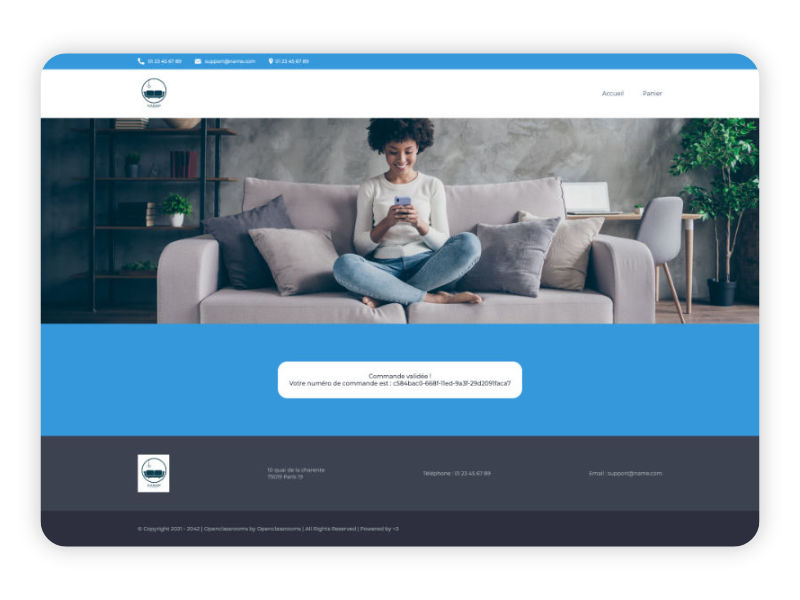 01 23 45 67 89 support@name.com 01 23 45 67 89
KANAP
Accueil Panier
Commande validée !
Votre numéro de commande est : c584bac0-668f-11ed-9a3f-29d2091faca7
KANAP
10 quai de la charente
75019 Paris 19
Téléphone : 01 23 45 67 89
Email : support@name.com
© Copyright 2021 - 2042 | Openclassrooms by Openclassrooms | All Rights Reserved | Powered by <3